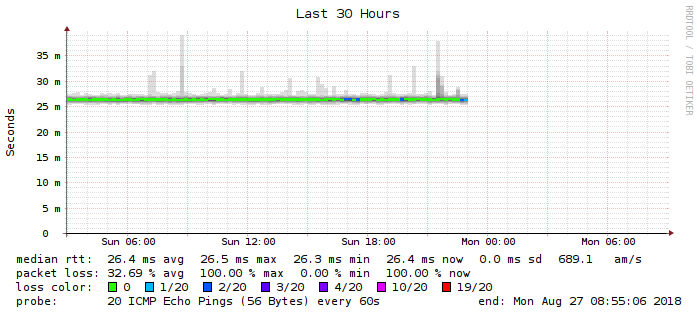 Last 30 Hours
RRDTOOL / TOBI OETIKER
Seconds
35 m
30 m
25 m
20 m
15 m
10 m
5 m
0
Sun 06:00 Sun 12:00 Sun 18:00 Mon 00:00 Mon 06:00
median rtt: 26.4 ms avg 26.5 ms max 26.3 ms min 26.4 ms now 0.0 ms sd 689.1 am/s
packet loss: 32.69 % avg 100.00 % max 0.00 % min 100.00 % now
loss color: 0 1/20 2/20 3/20 4/20 10/20 19/20
probe: 20 ICMP Echo Pings (56 Bytes) every 60s end: Mon Aug 27 08:55:06 2018